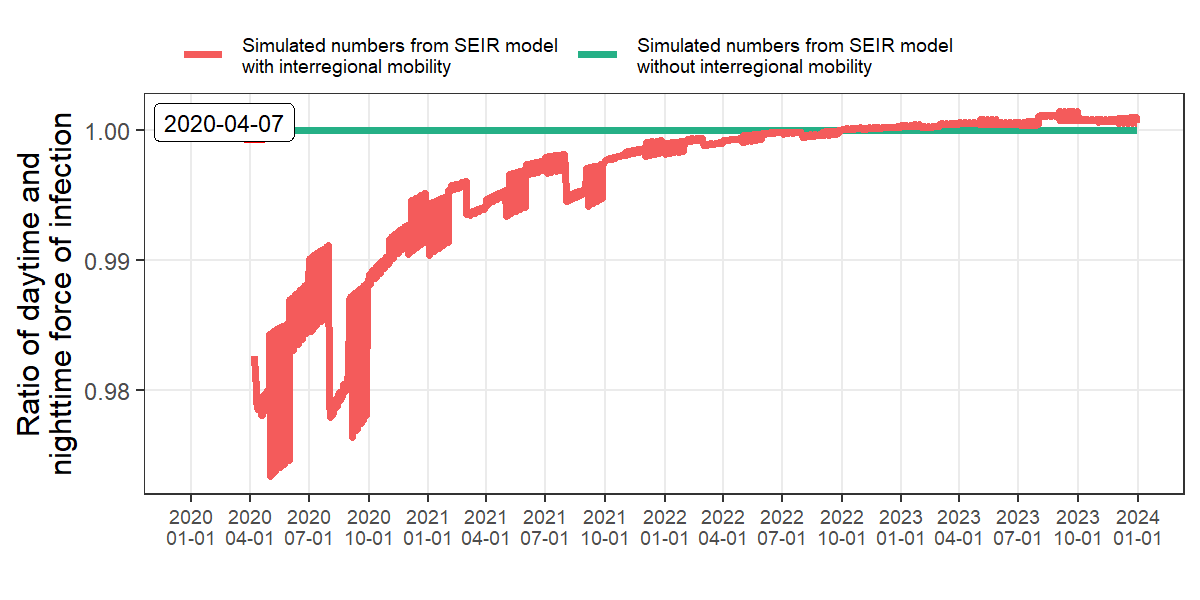 Simulated numbers from SEIR model
with interregional mobility
Simulated numbers from SEIR model
without interregional mobility
Ratio of daytime and
nighttime force of infection
2020-04-07
1.00
0.99
0.98
2020 2020 2020 2020 2021 2021 2021 2021 2022 2022 2022 2022 2023 2023 2023 2023 2024
01-01 04-01 07-01 10-01 01-01 04-01 07-01 10-01 01-01 04-01 07-01 10-01 01-01 04-01 07-01 10-01 01-01